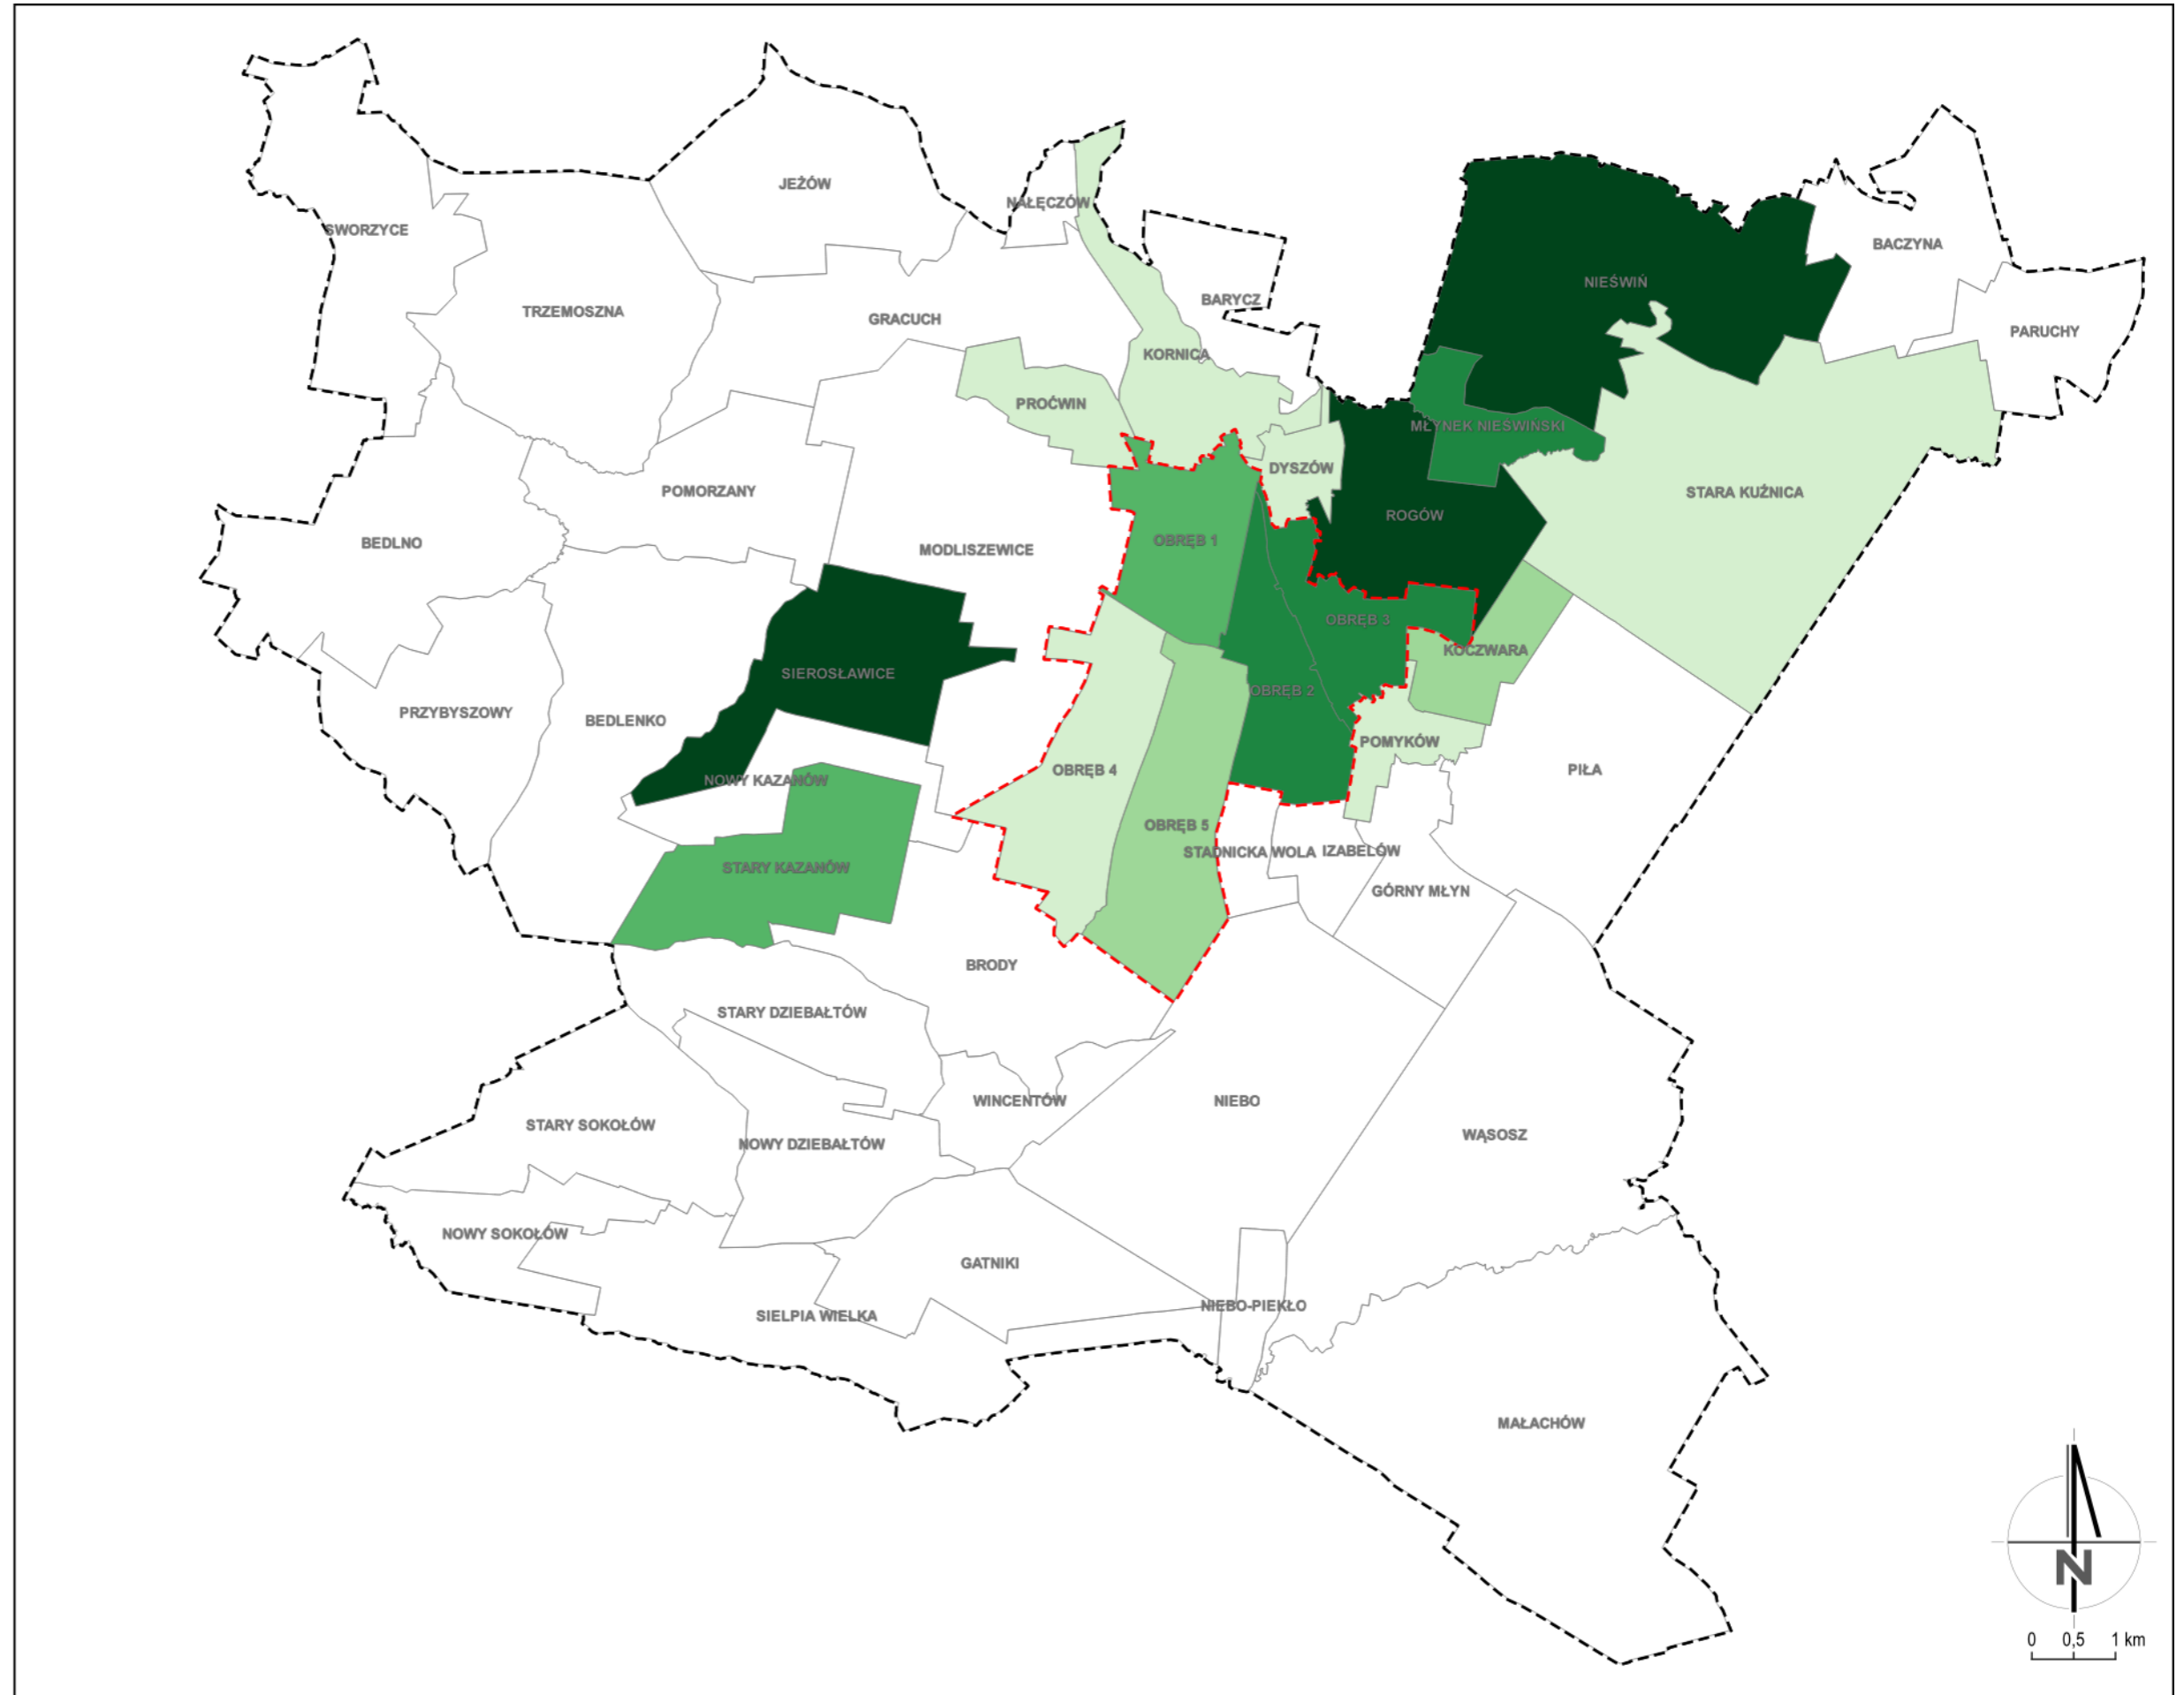 JEŻÓW
NAŁĘCZÓW
SWORZYCE
BACZYNA
NIEŚWIŃ
BARYCZ
TRZEMOSZNA
GRACUCH
PARUCHY
KORNICA
PROĆWIN
MŁYNEK NIEŚWIŃSKI
DYSZÓW
POMORZANY
STARA KUŹNICA
ROGÓW
OBRĘB 1
BEDLNO
MODLISZEWICE
OBRĘB 3
KOCZWARA
SIEROSŁAWICE
OBRĘB 2
PRZYBYSZOWY
BEDLENKO
POMYKÓW
OBRĘB 4
PIŁA
NOWY KAZANÓW
OBRĘB 5
STADNICKA WOLA
IZABELÓW
STARY KAZANÓW
GÓRNY MŁYN
BRODY
STARY DZIEBAŁTÓW
WINCENTÓW
NIEBO
STARY SOKOŁÓW
WĄSOSZ
NOWY DZIEBAŁTÓW
NOWY SOKOŁÓW
GATNIKI
NIEBO-PIEKŁO
SIELPIA WIELKA
MAŁACHÓW
N
0 0,5 1 km